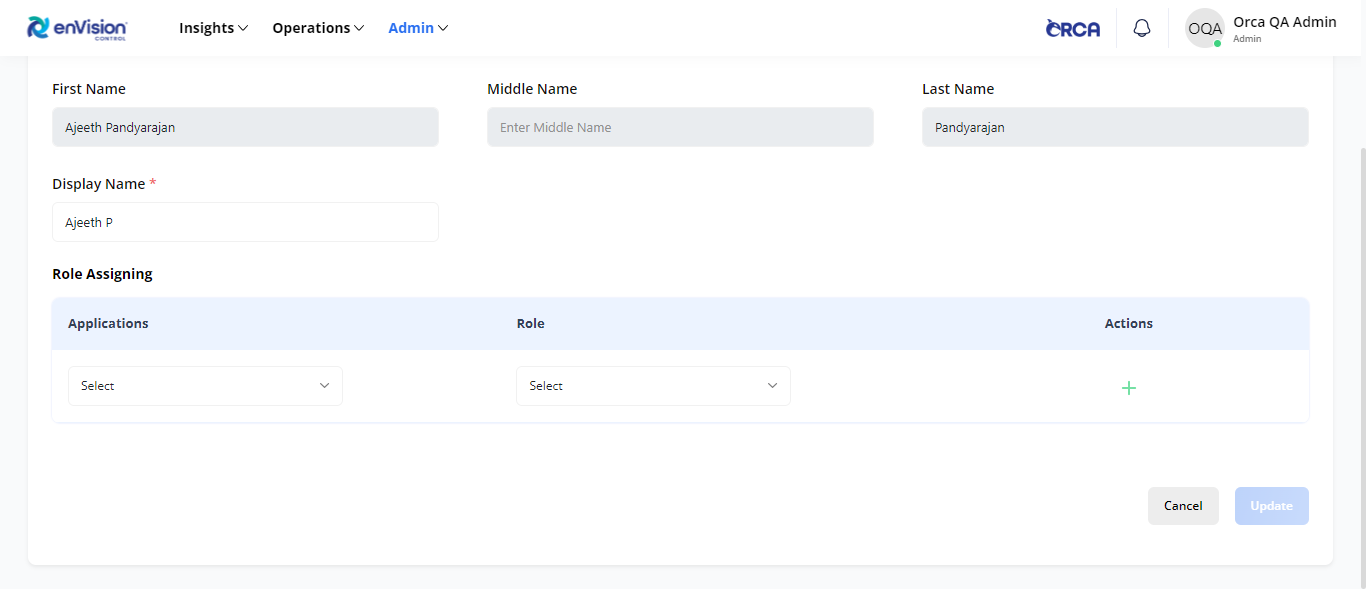 enVision CONTROL Insights Operations Admin ORCA OQA Orca QA Admin
Admin
First Name Middle Name Last Name
Ajeeth Pandyarajan Enter Middle Name Pandyarajan
Display Name *
Ajeeth P
Role Assigning
Applications Role Actions
Select Select +
Cancel Update